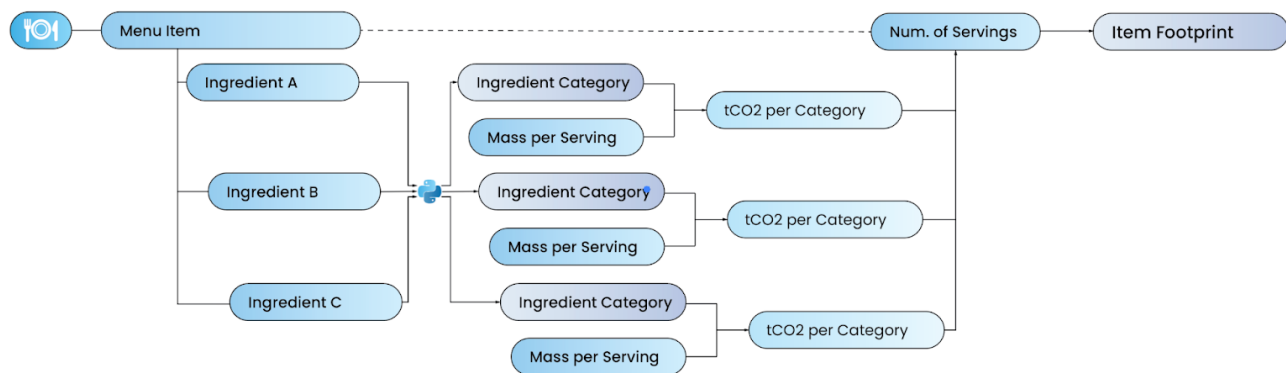 Menu Item
Num. of Servings
Item Footprint
Ingredient A
Ingredient Category
tCO2 per Category
Mass per Serving
Ingredient B
Ingredient Category
tCO2 per Category
Mass per Serving
Ingredient C
Ingredient Category
tCO2 per Category
Mass per Serving